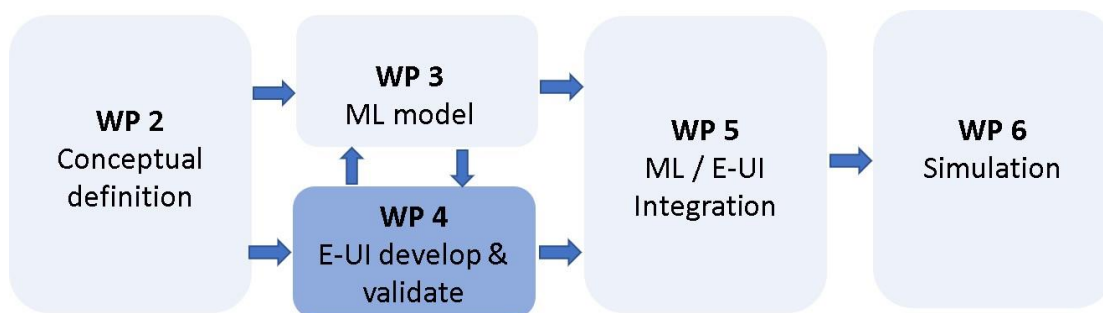 WP 2
Conceptual
definition
WP 3
ML model
WP 4
E-UI develop &
validate
WP 5
ML / E-UI
Integration
WP 6
Simulation